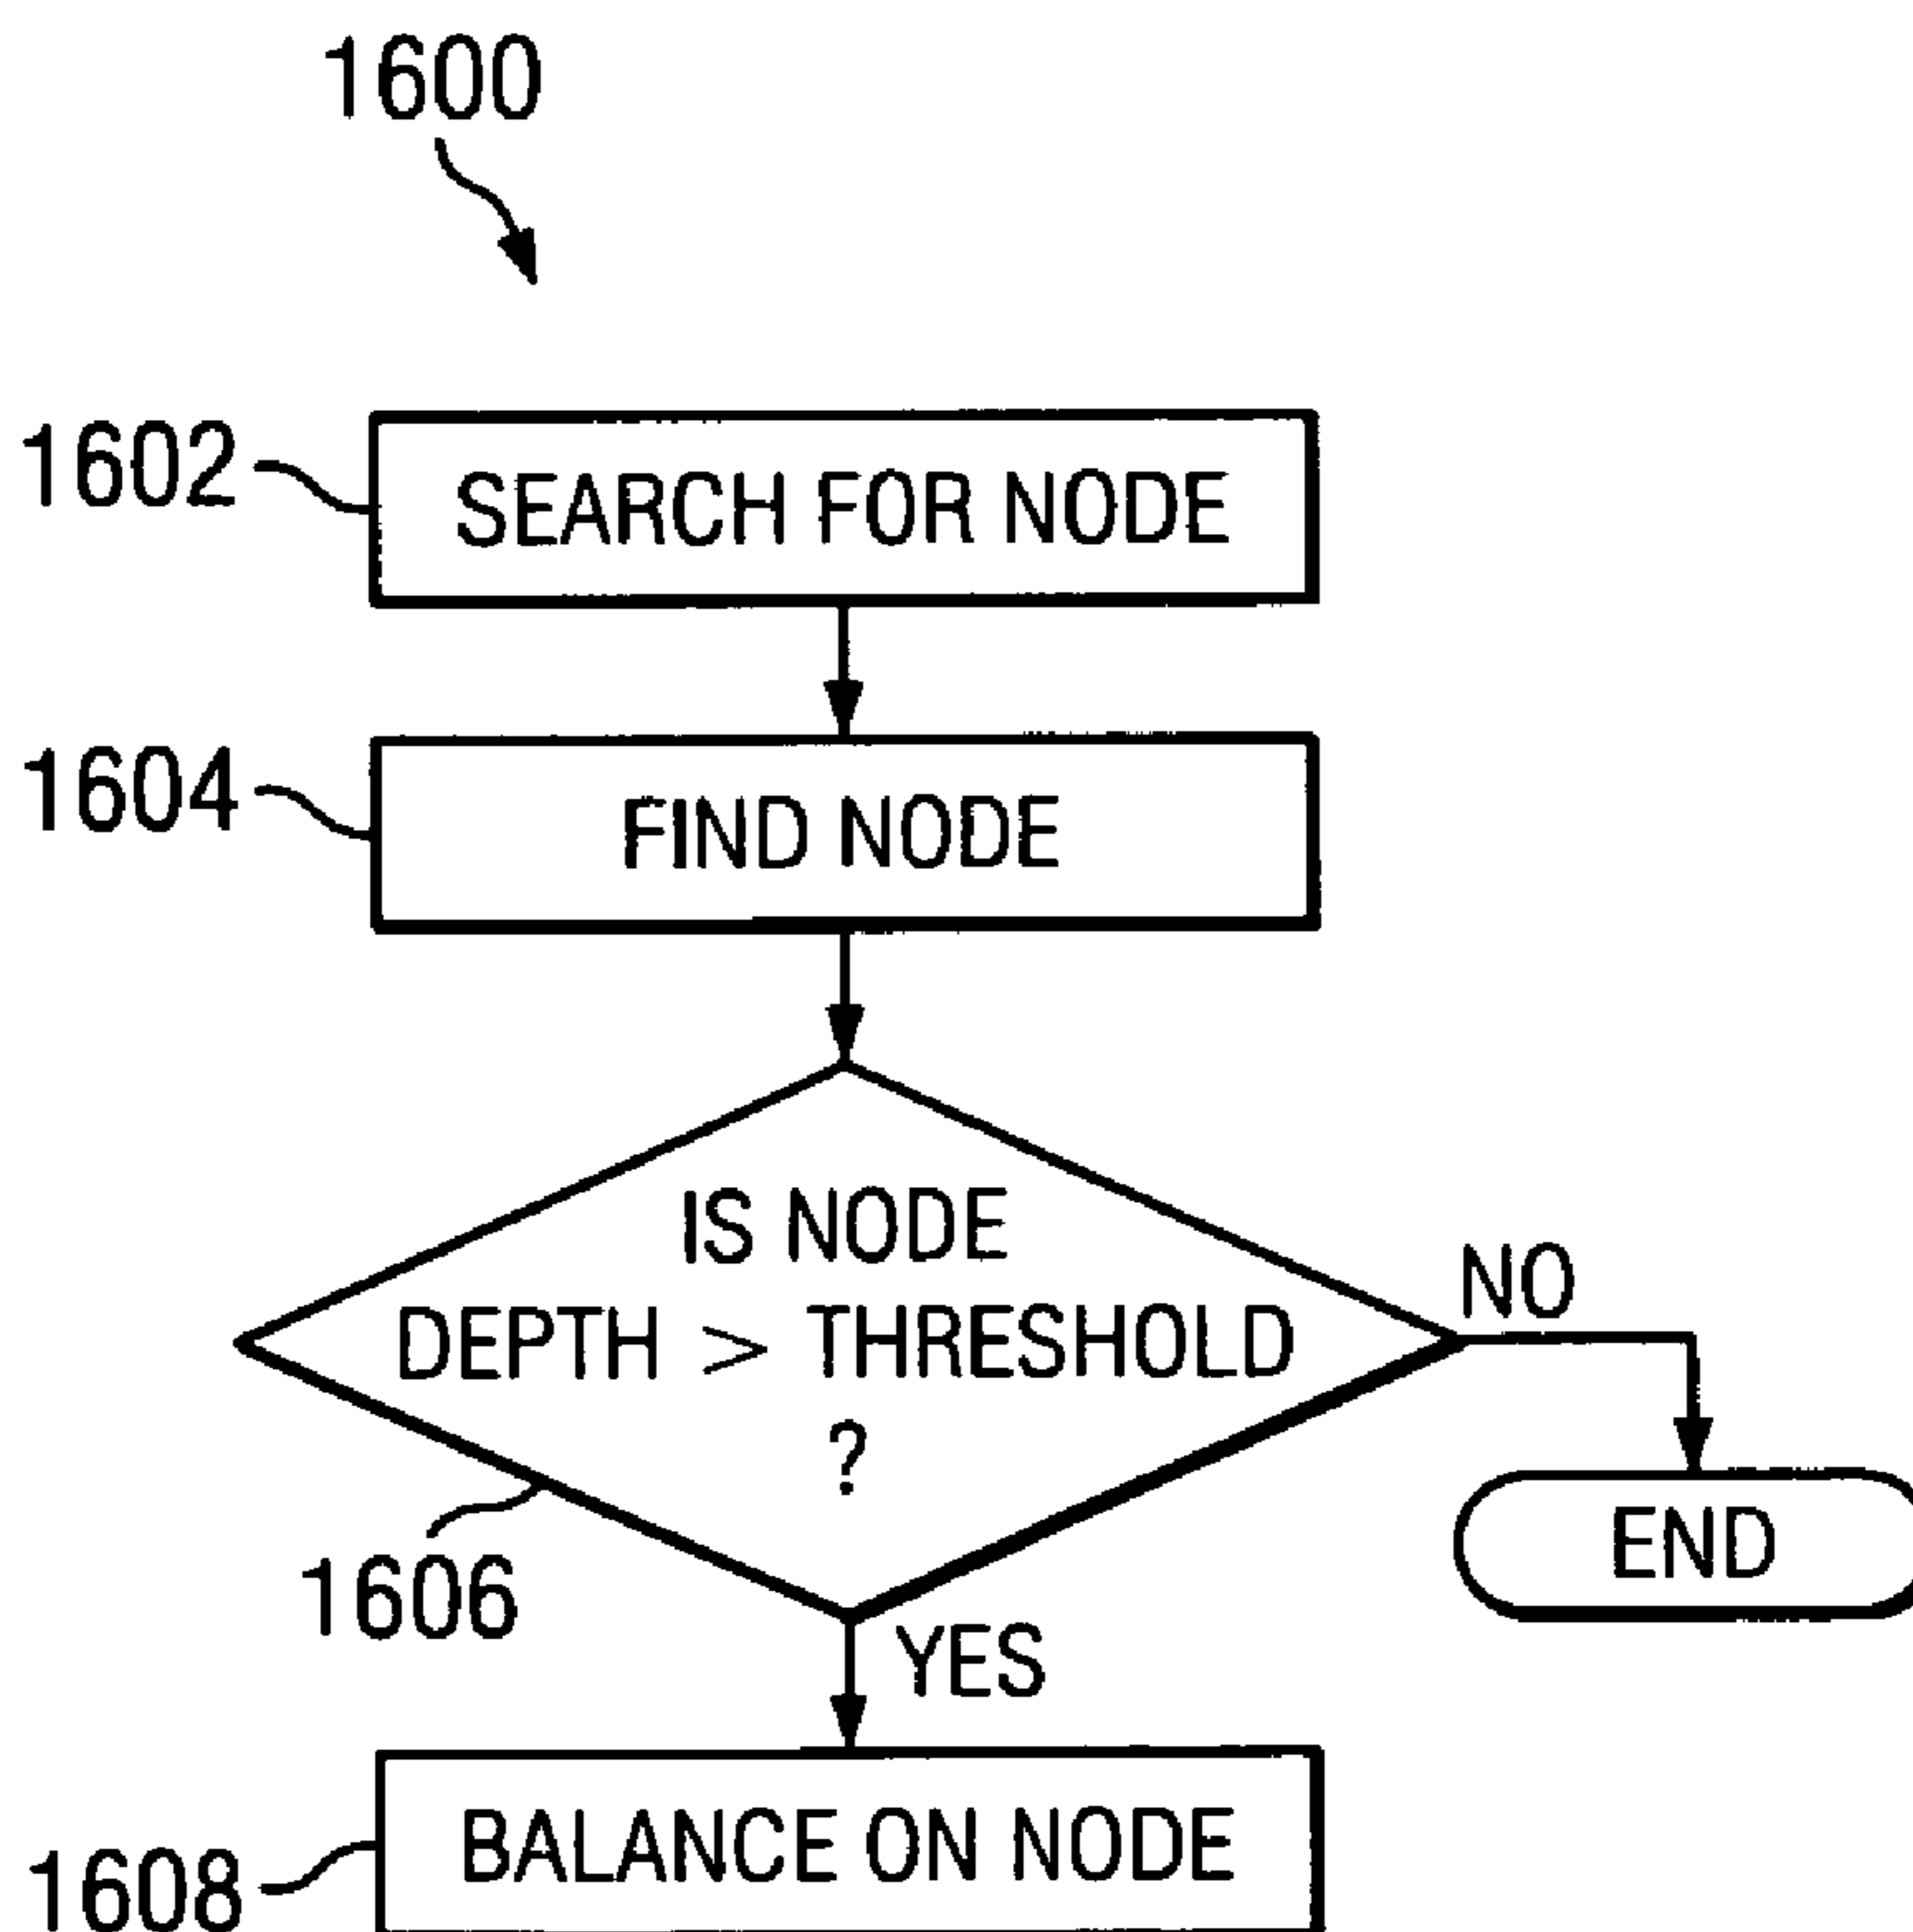 1600
1602
SEARCH FOR NODE
1604
FIND NODE
IS NODE
DEPTH > THRESHOLD
?
NO
END
1606
YES
BALANCE ON NODE
1608